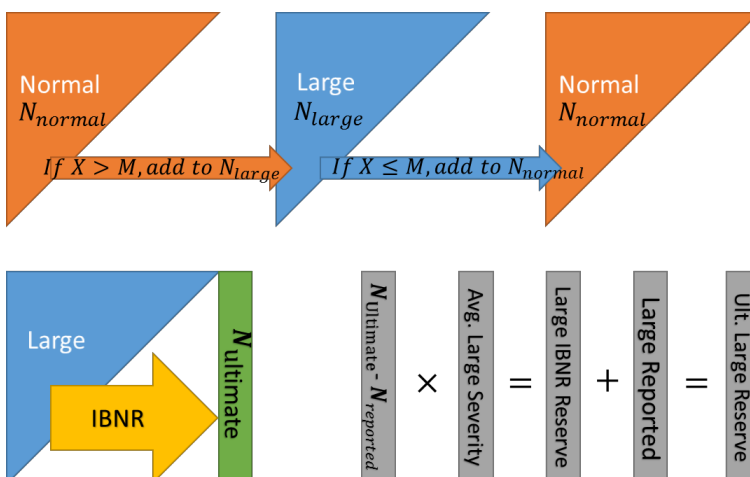 Normal
N_normal
Large
N_large
Normal
N_normal
If X > M, add to N_large
If X ≤ M, add to N_normal
Large
IBNR
N_ultimate
N_Ultimate - N_reported
×
Avg. Large Severity
=
Large IBNR Reserve
+
Large Reported
=
Ult. Large Reserve